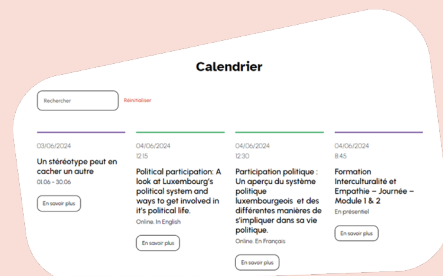 Calendrier
Rechercher
Réinitialiser
03/06/2024
Un stéréotype peut en
cacher un autre
01.06 - 30.06
En savoir plus
04/06/2024
12:15
Political participation: A
look at Luxembourg's
political system and
ways to get involved in
it's political life.
Online. In English
En savoir plus
04/06/2024
12:30
Participation politique :
Un aperçu du système
politique
luxembourgeois et des
différentes manières de
s'impliquer dans sa vie
politique.
Online. En Français
En savoir plus
04/06/2024
8:45
Formation
Interculturalité et
Empathie – Journée –
Module 1 & 2
En présentiel
En savoir plus